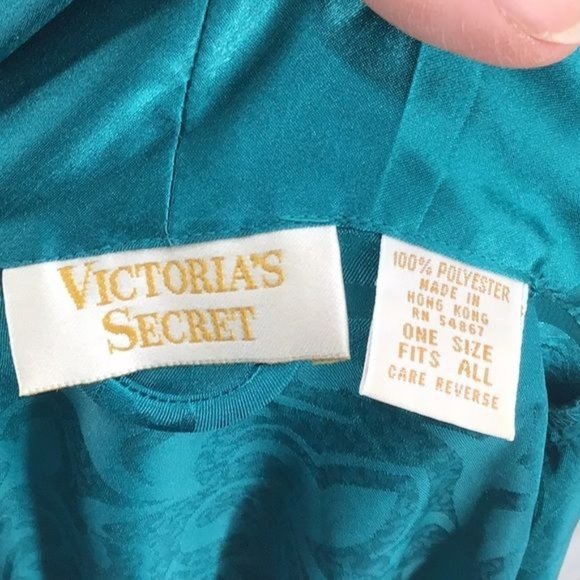 VICTORIA'S
SECRET
100% POLYESTER
MADE IN
HONG KONG
RN 54867
ONE SIZE
FITS ALL
CARE REVERSE